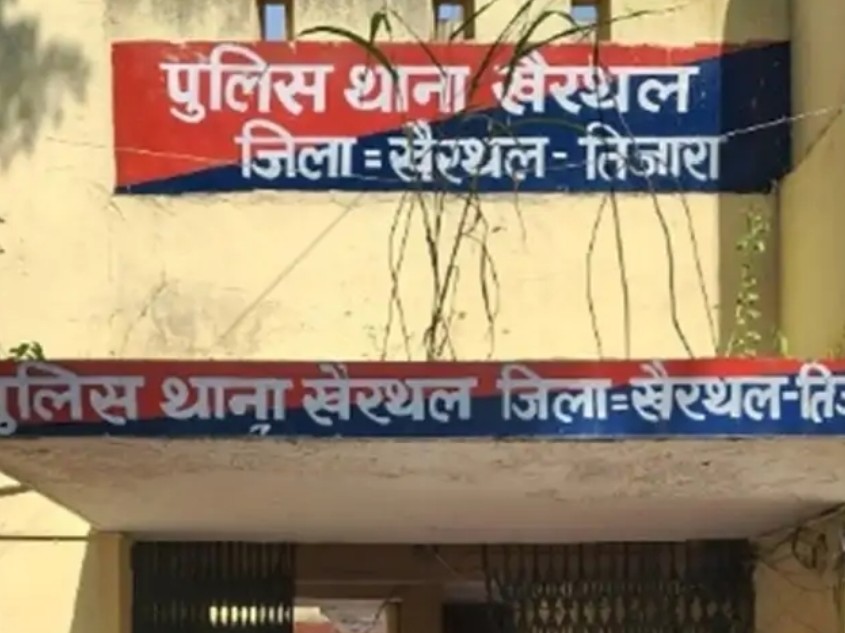 पुलिस थाना खैरथल
जिला = खैरथल - तिजारा
पुलिस थाना खैरथल जिला=खैरथल-